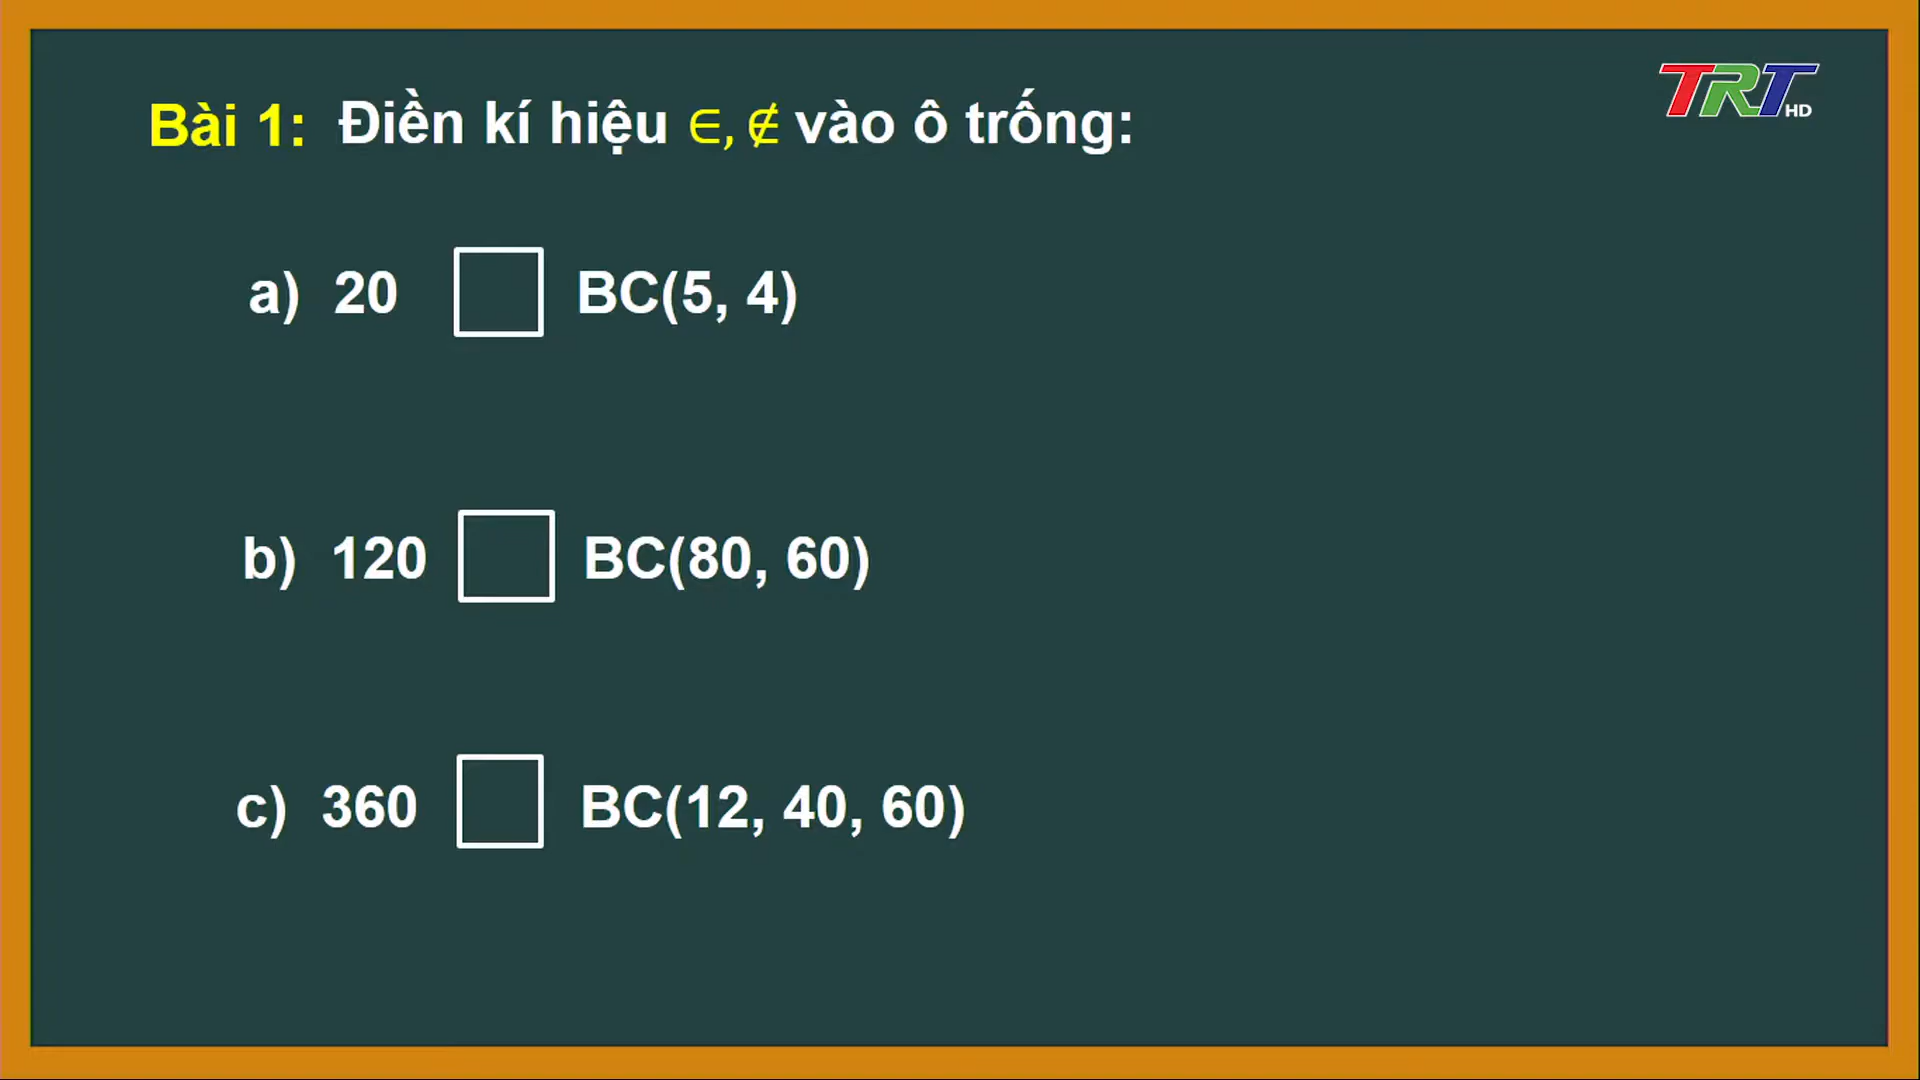 TRT HD
Bài 1: Điền kí hiệu ∈, ∉ vào ô trống:
a) 20 BC(5, 4)
b) 120 BC(80, 60)
c) 360 BC(12, 40, 60)